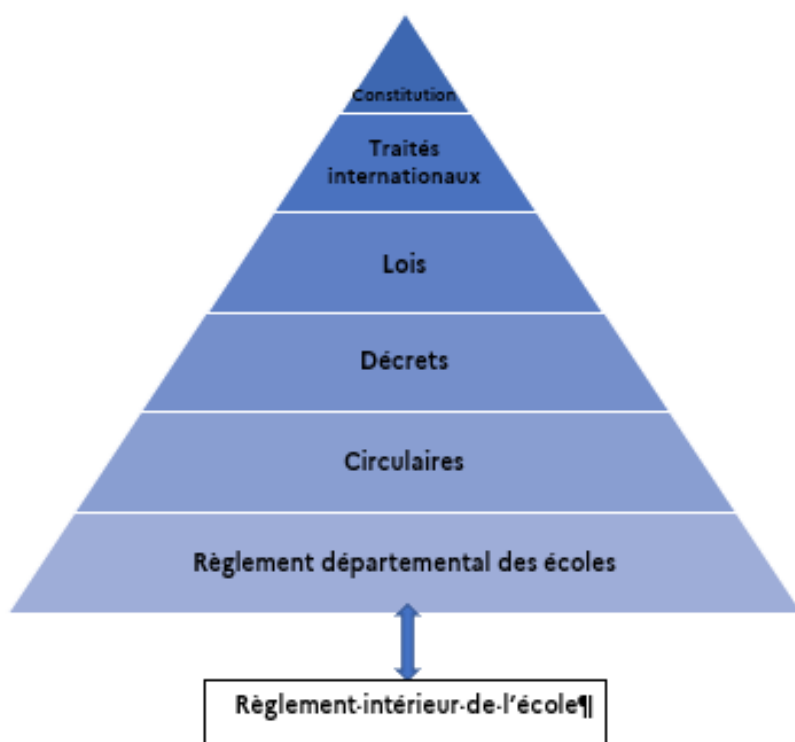 Constitution
Traités
internationaux
Lois
Décrets
Circulaires
Règlement départemental des écoles
Règlement·intérieur·de·l'école¶